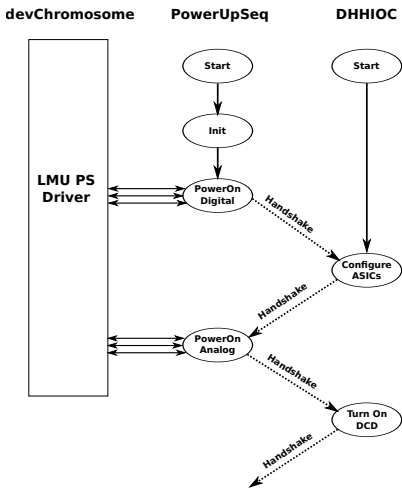 devChromosome PowerUpSeq DHHIOC
Start Start
Init
LMU PS
Driver
PowerOn
Digital
Handshake
Configure
ASICs
Handshake
PowerOn
Analog
Handshake
Turn On
DCD
Handshake